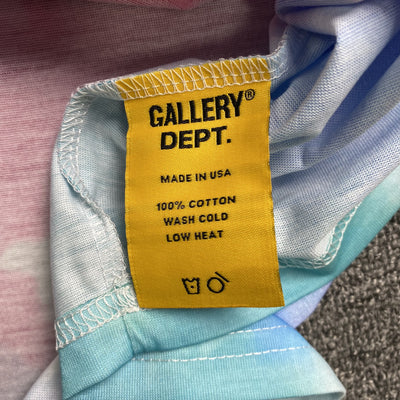 GALLERY®
DEPT.
MADE IN USA
100% COTTON
WASH COLD
LOW HEAT